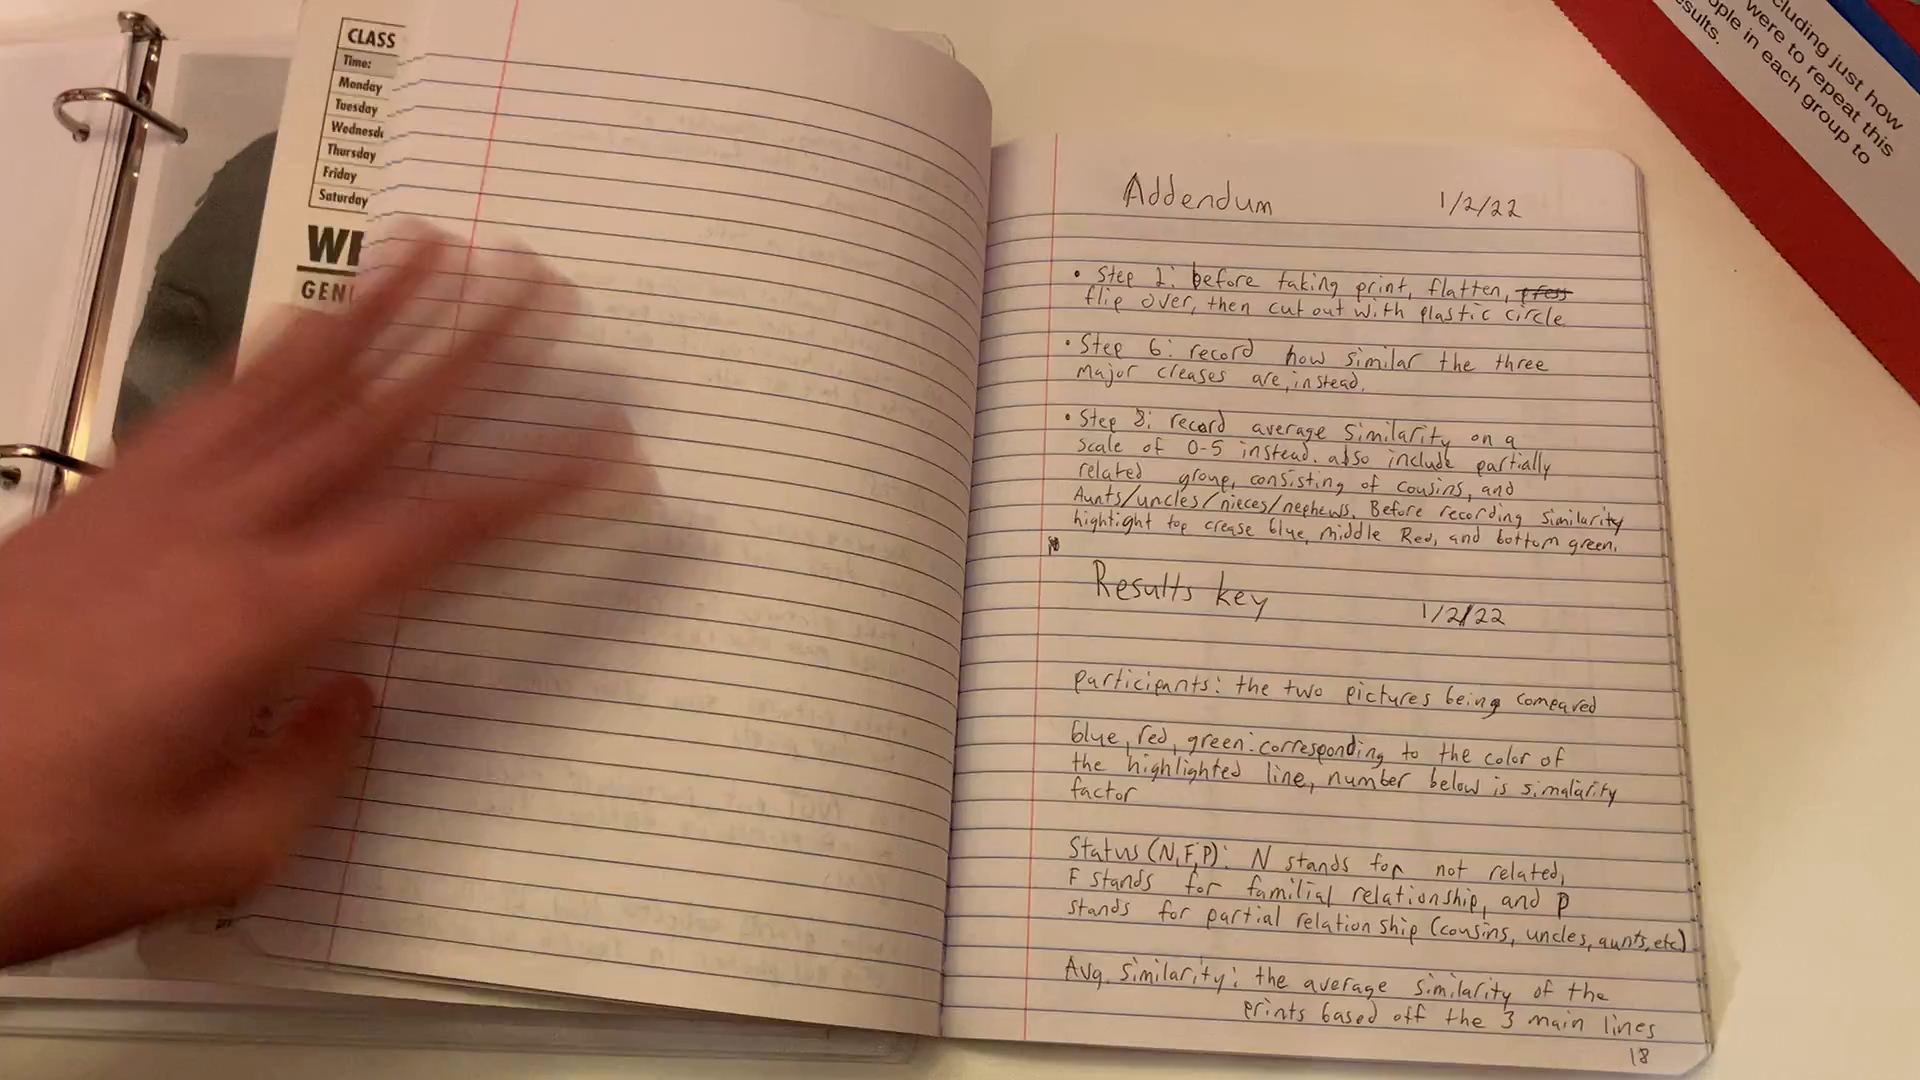 CLASS
Time:
Monday
Tuesday
Wednesd
Thursday
Friday
Saturday
WI
GEN
cluding just how
were to repeat this
ople in each group to
sults.
Addendum 1/2/22
• Step 2: before taking print, flatten, press
flip over, then cut out with plastic circle
• Step 6: record how similar the three
major creases are, instead.
• Step 8: record average similarity on a
scale of 0-5 instead. also include partially
related group, consisting of cousins, and
Aunts/uncles/nieces/nephews. Before recording similarity
hightight top crease blue, middle Red, and bottom green.
Results key 1/2/22
participants: the two pictures being comeared
blue, red, green: corresponding to the color of
the highlighted line, number below is simalarity
factor
Status (N,F,P): N stands for not related,
F stands for familial relationship, and P
stands for partial relationship (cousins, uncles, aunts, etc)
Avg. similarity: the average similarity of the
prints based off the 3 main lines
18